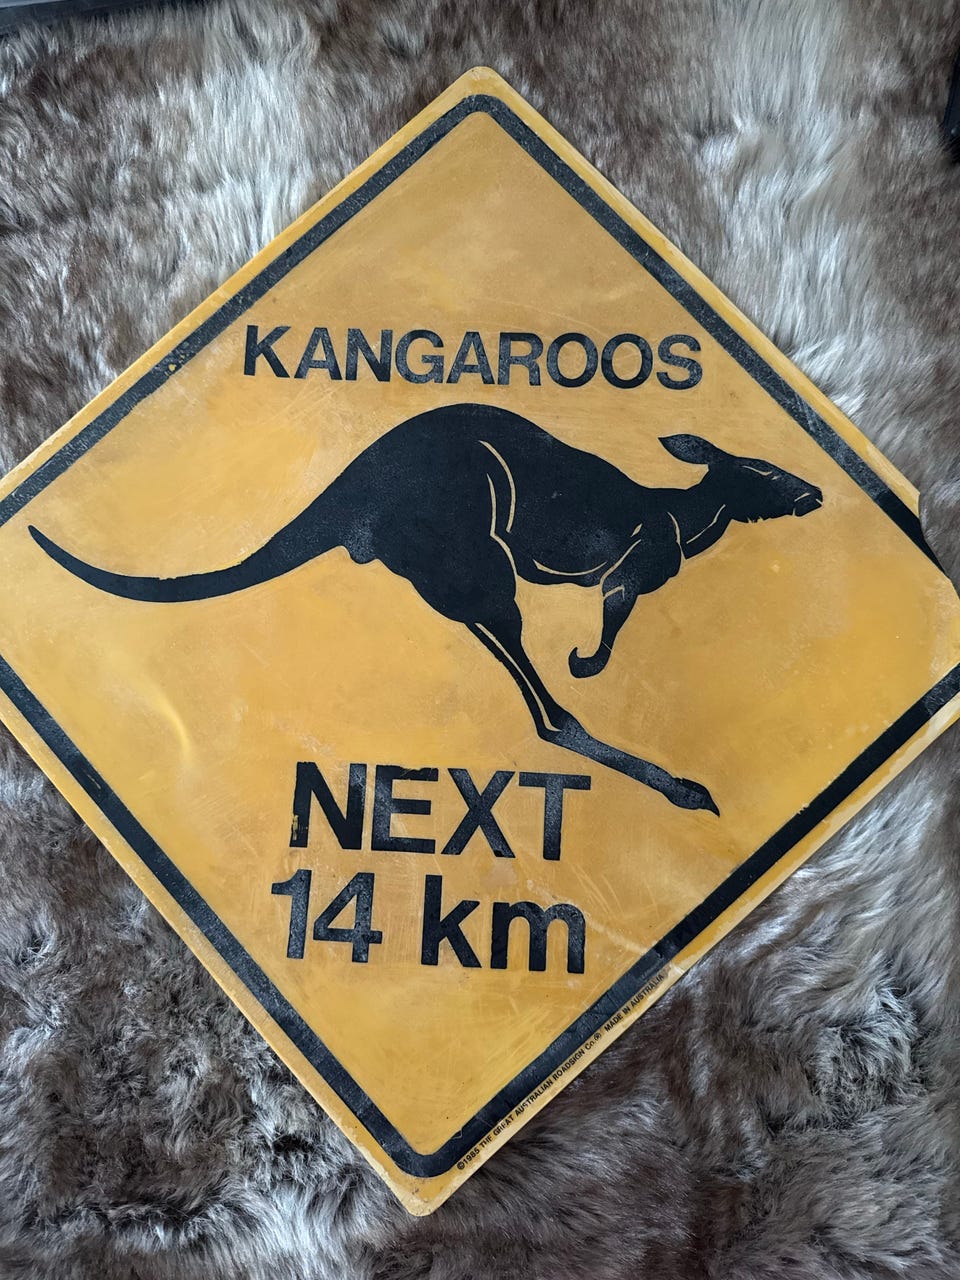 KANGAROOS
NEXT
14 km
©1985 THE GREAT AUSTRALIAN ROADSIGN Co.® MADE IN AUSTRALIA